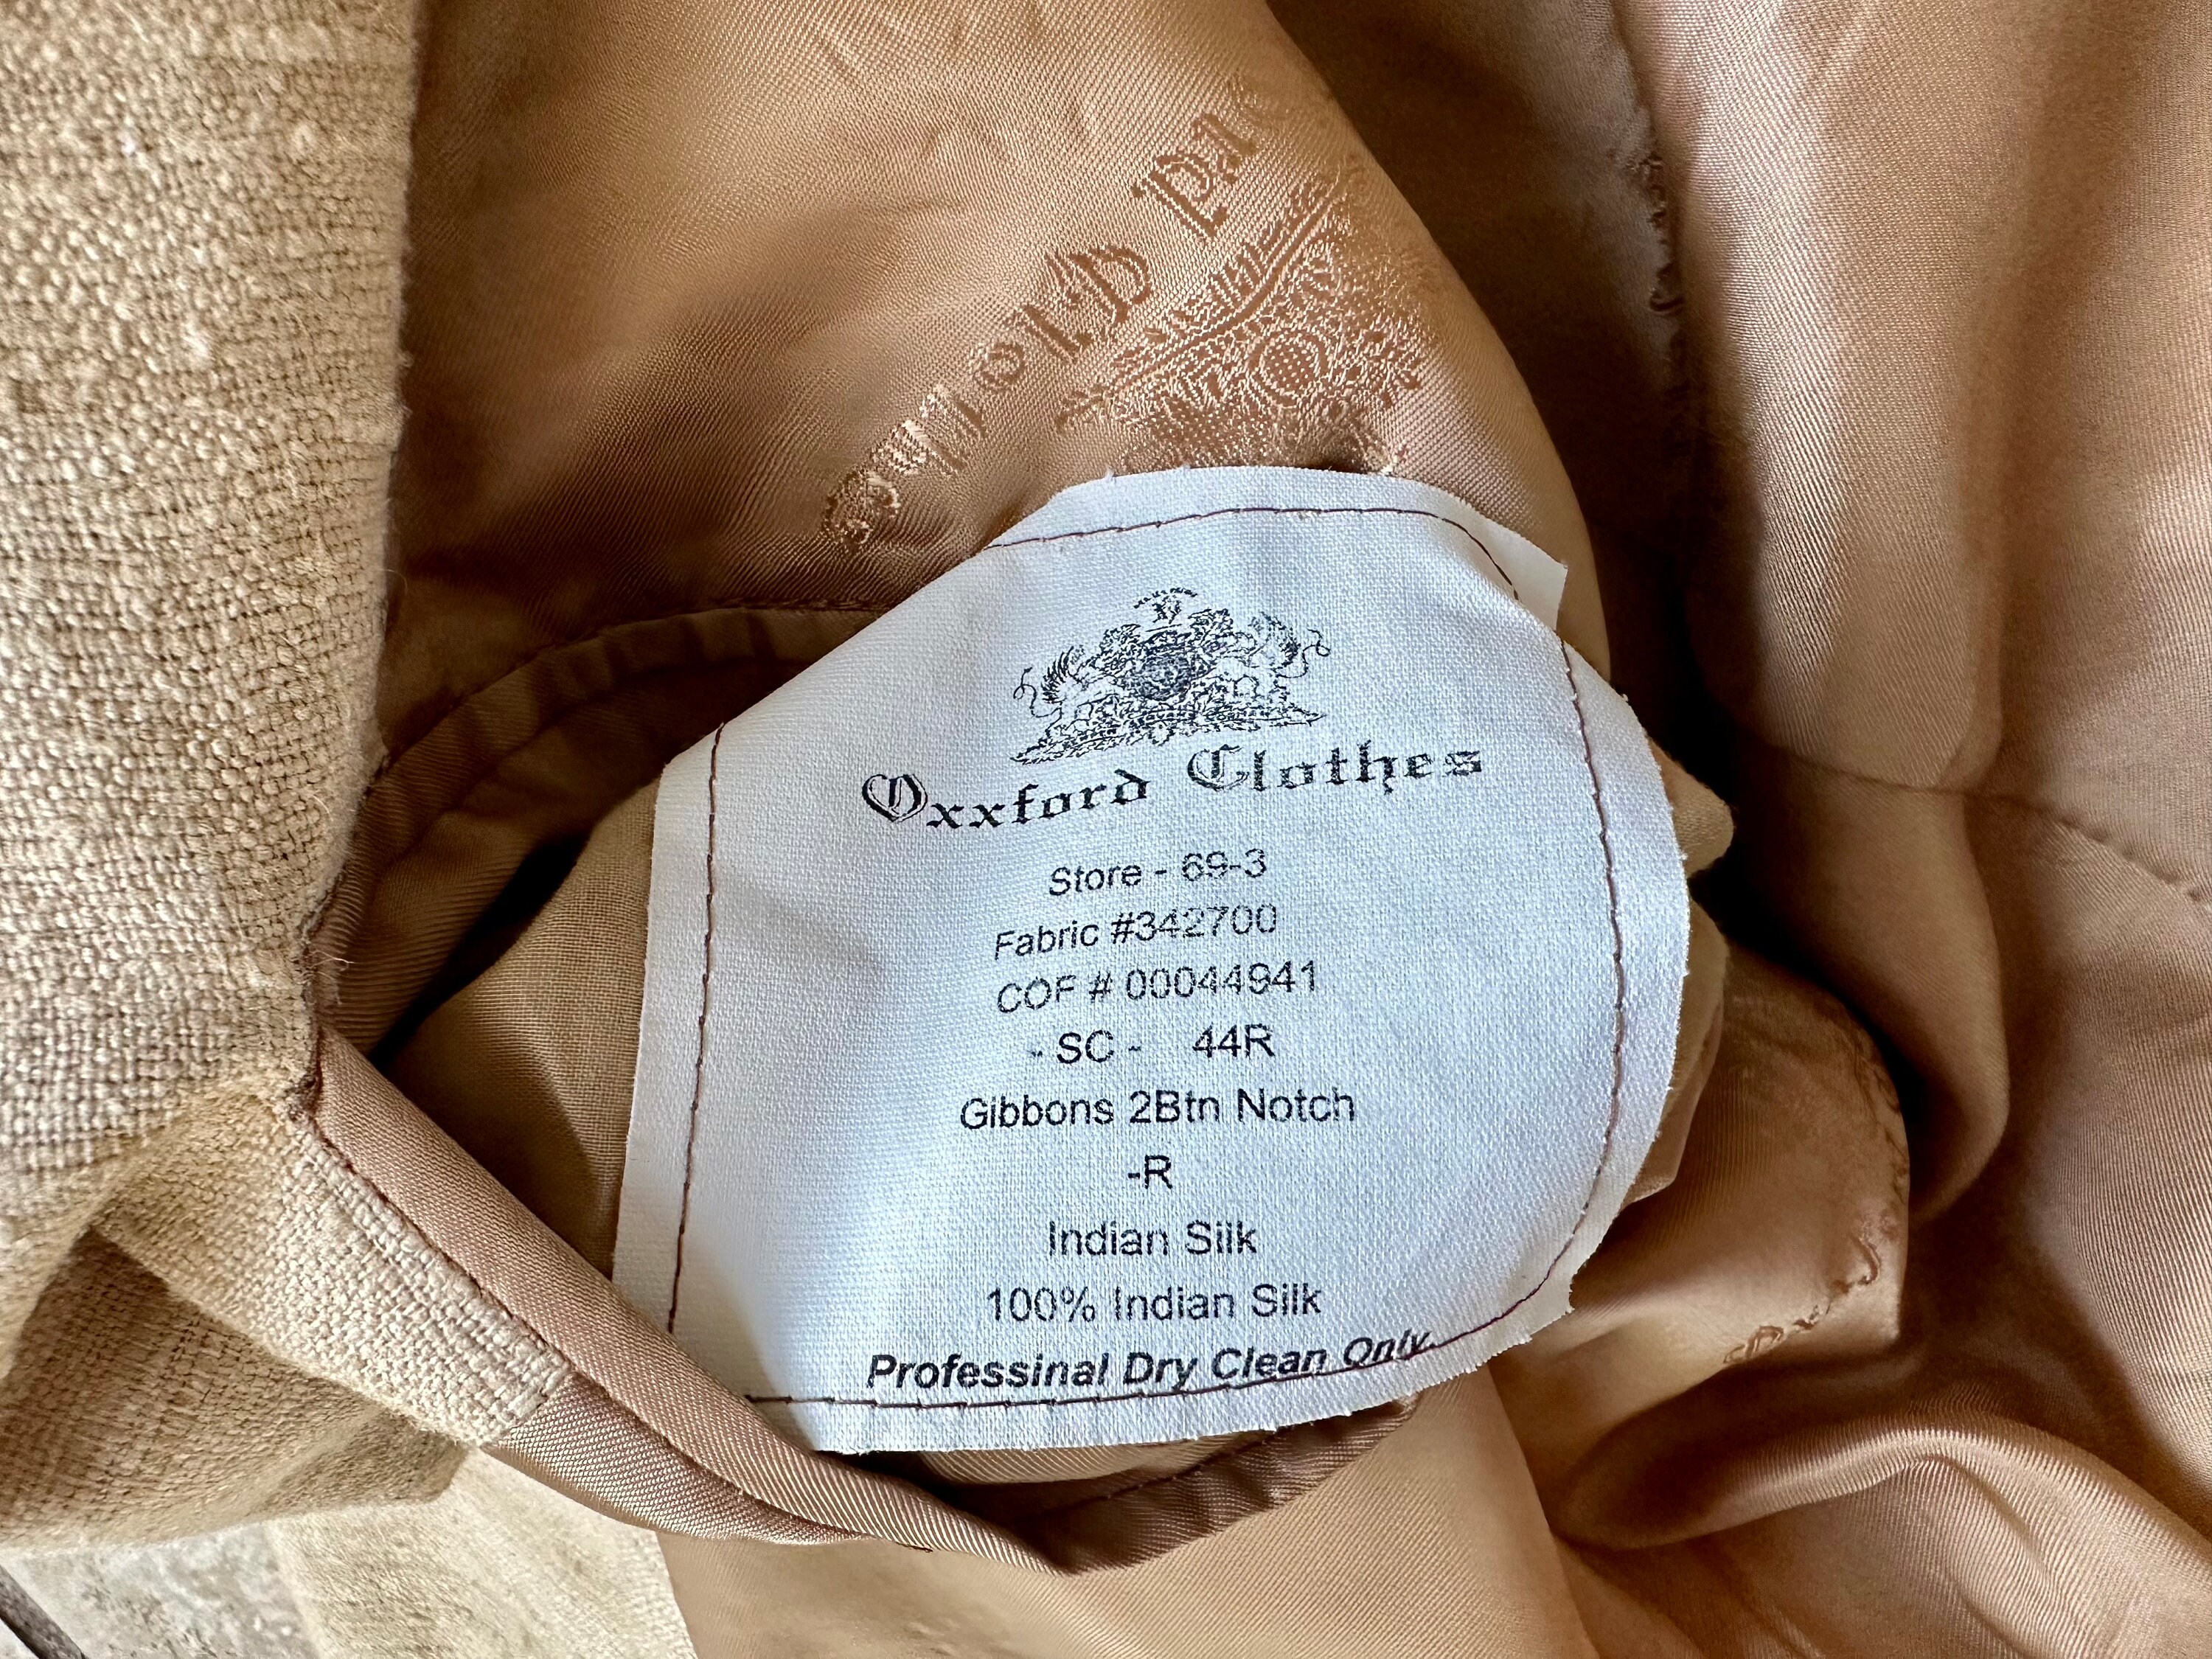 Oxxford Clothes
Store - 69-3
Fabric #342700
COF # 00044941
- SC - 44R
Gibbons 2Btn Notch
-R
Indian Silk
100% Indian Silk
Professinal Dry Clean Only.